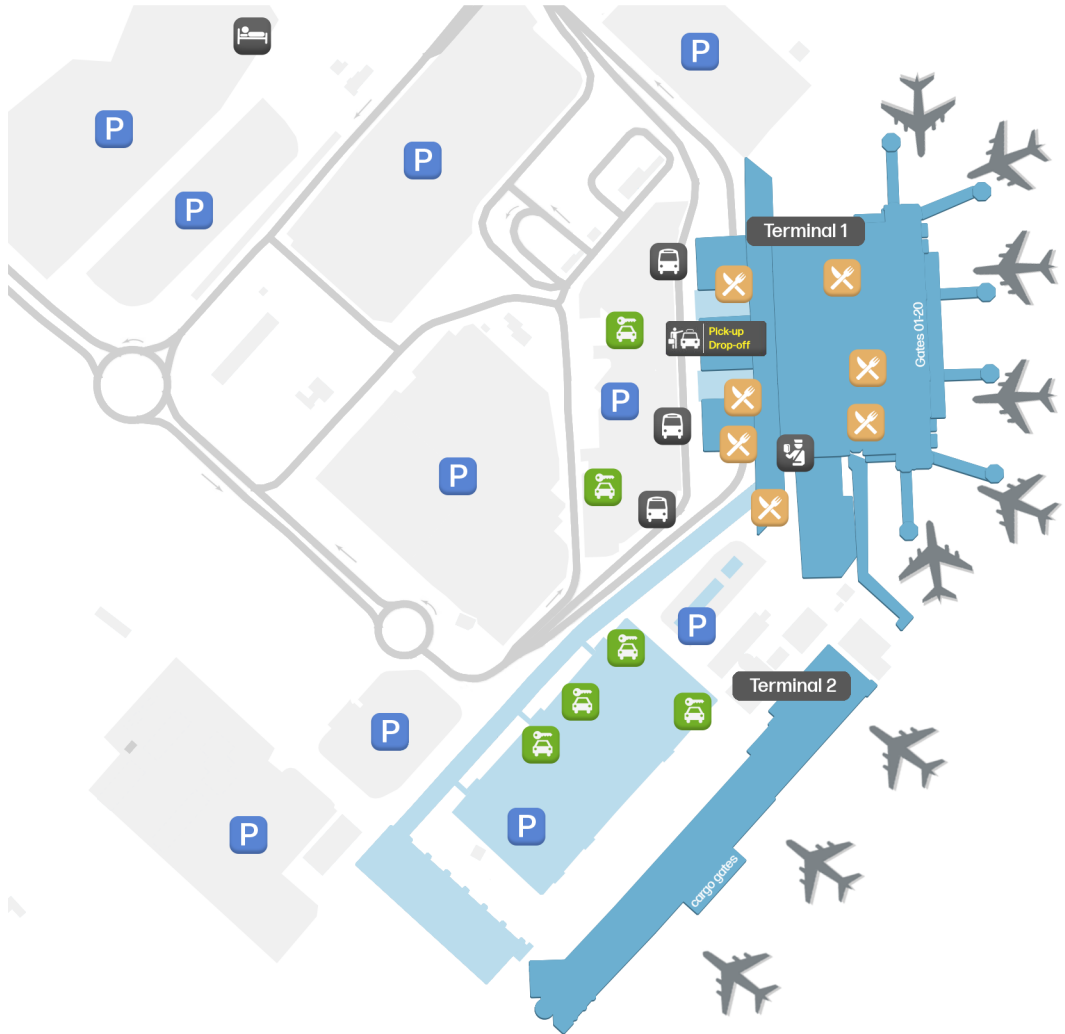 P
P
P
P
Terminal 1
Pick-up
Drop-off
Gates 01-20
P
P
P
Terminal 2
P
P
P
cargo gates